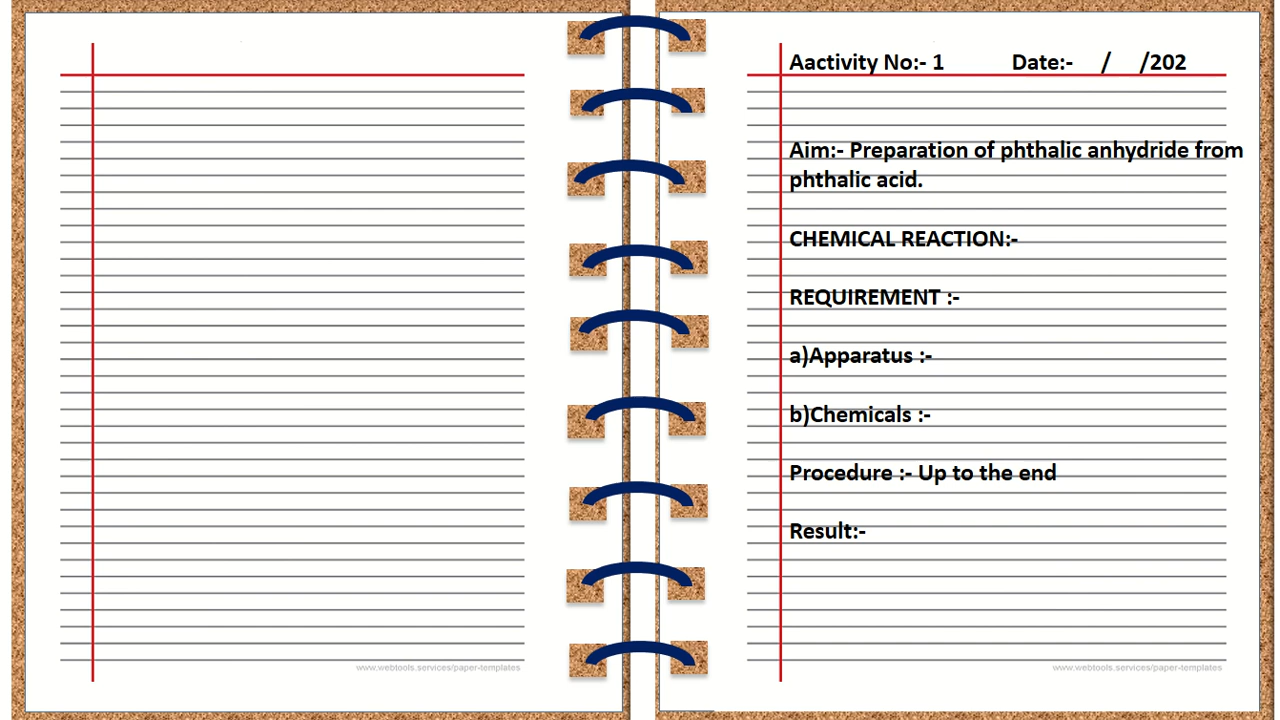 Aactivity No:- 1 Date:- / /202
Aim:- Preparation of phthalic anhydride from
phthalic acid.
CHEMICAL REACTION:-
REQUIREMENT :-
a)Apparatus :-
b)Chemicals :-
Procedure :- Up to the end
Result:-
www.webtools.services/paper-templates
www.webtools.services/paper-templates